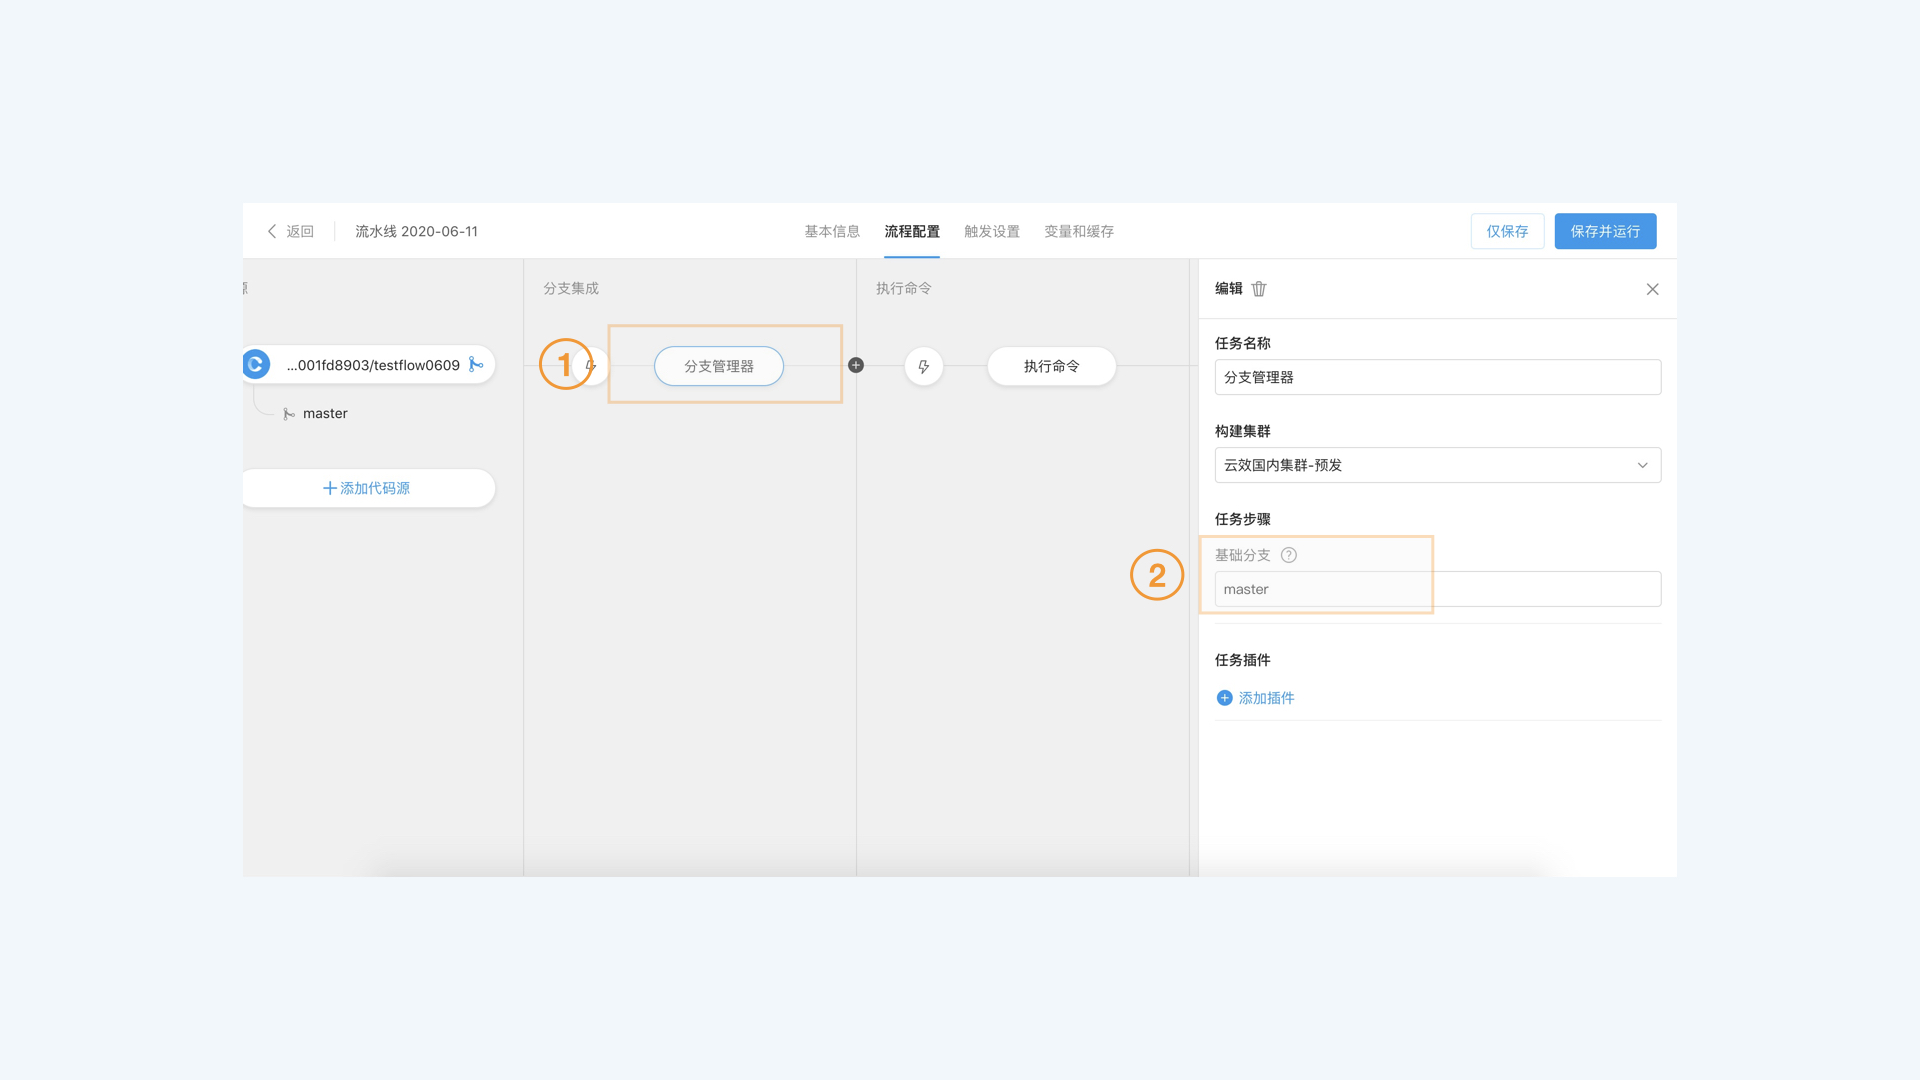 返回
流水线 2020-06-11
基本信息
流程配置
触发设置
变量和缓存
仅保存
保存并运行
源
...001fd8903/testflow0609
master
添加代码源
分支集成
1
分支管理器
执行命令
执行命令
编辑
任务名称
分支管理器
构建集群
云效国内集群-预发
任务步骤
2
基础分支
master
任务插件
添加插件